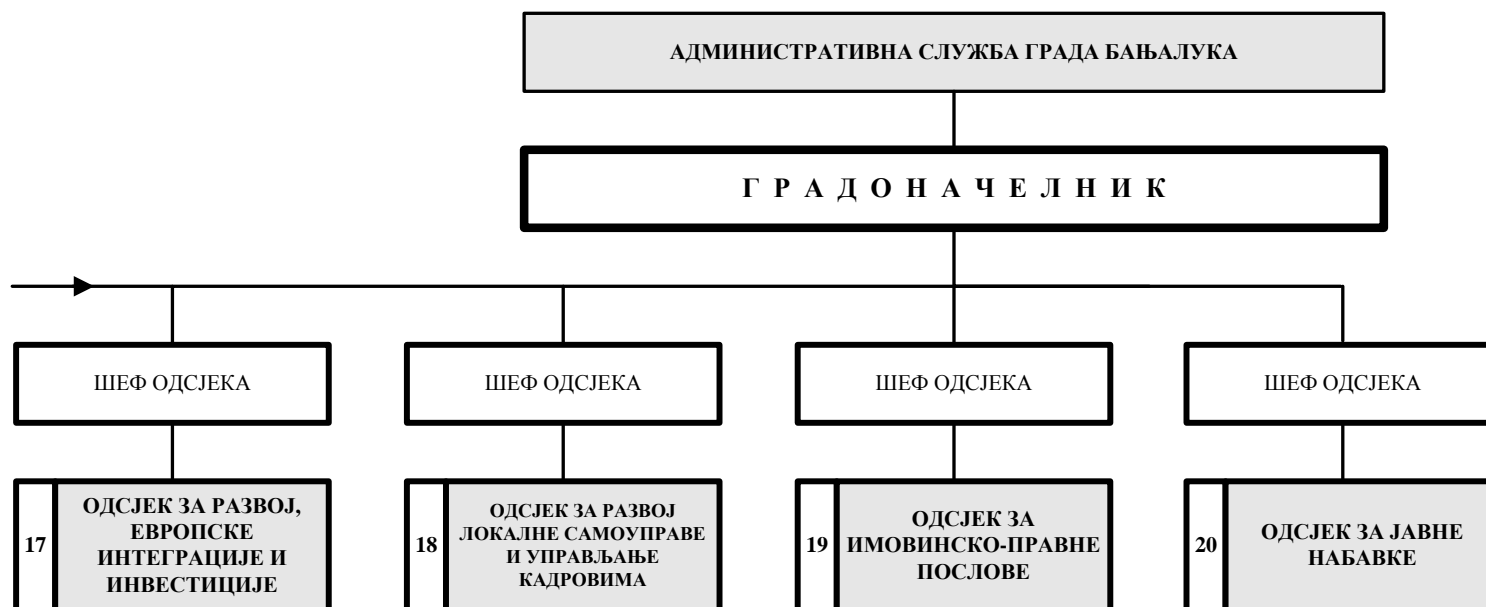 АДМИНИСТРАТИВНА СЛУЖБА ГРАДА БАЊАЛУКА
Г Р А Д О Н А Ч Е Л Н И К
ШЕФ ОДСЈЕКА
ШЕФ ОДСЈЕКА
ШЕФ ОДСЈЕКА
ШЕФ ОДСЈЕКА
17
ОДСЈЕК ЗА РАЗВОЈ,
ЕВРОПСКЕ
ИНТЕГРАЦИЈЕ И
ИНВЕСТИЦИЈЕ
18
ОДСЈЕК ЗА РАЗВОЈ
ЛОКАЛНЕ САМОУПРАВЕ
И УПРАВЉАЊЕ
КАДРОВИМА
19
ОДСЈЕК ЗА
ИМОВИНСКО-ПРАВНЕ
ПОСЛОВЕ
20
ОДСЈЕК ЗА ЈАВНЕ
НАБАВКЕ